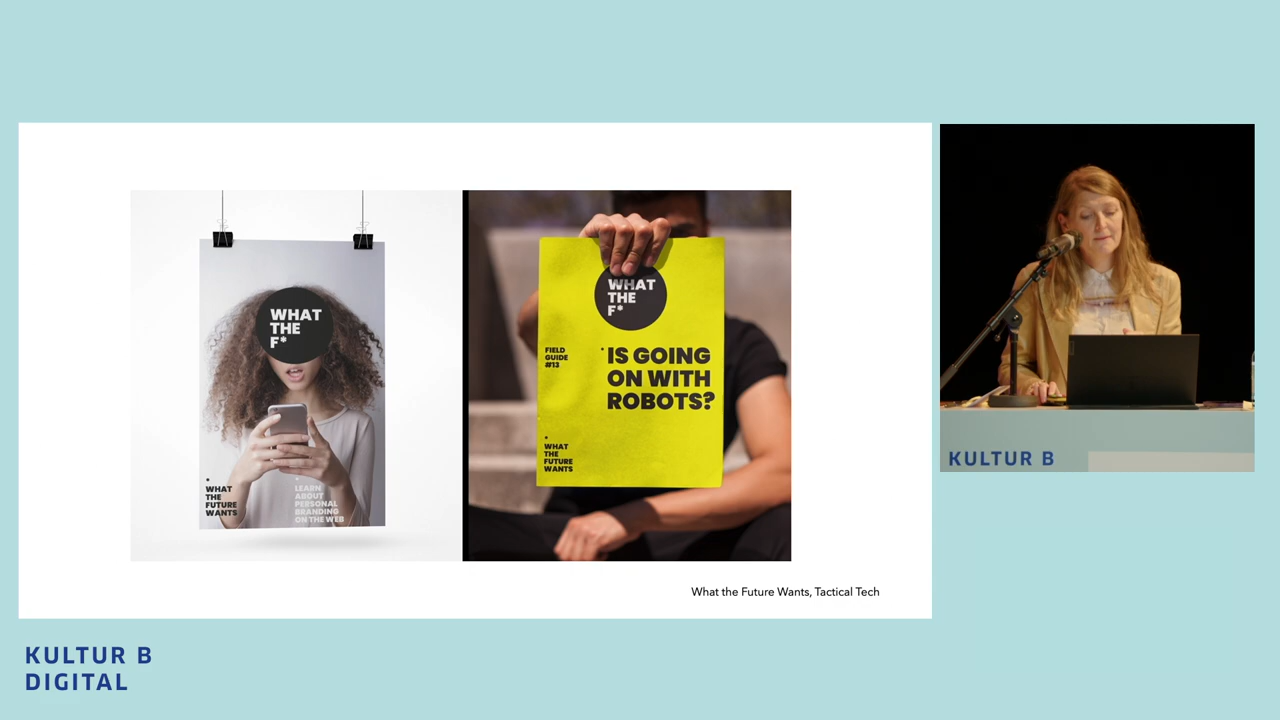 WHAT
THE
F*
*
WHAT
THE
FUTURE
WANTS
*
LEARN
ABOUT
PERSONAL
BRANDING
ON THE WEB
WHAT
THE
F*
FIELD
GUIDE
#13
* IS GOING
ON WITH
ROBOTS?
*
WHAT
THE
FUTURE
WANTS
What the Future Wants, Tactical Tech
KULTUR B
KULTUR B
DIGITAL